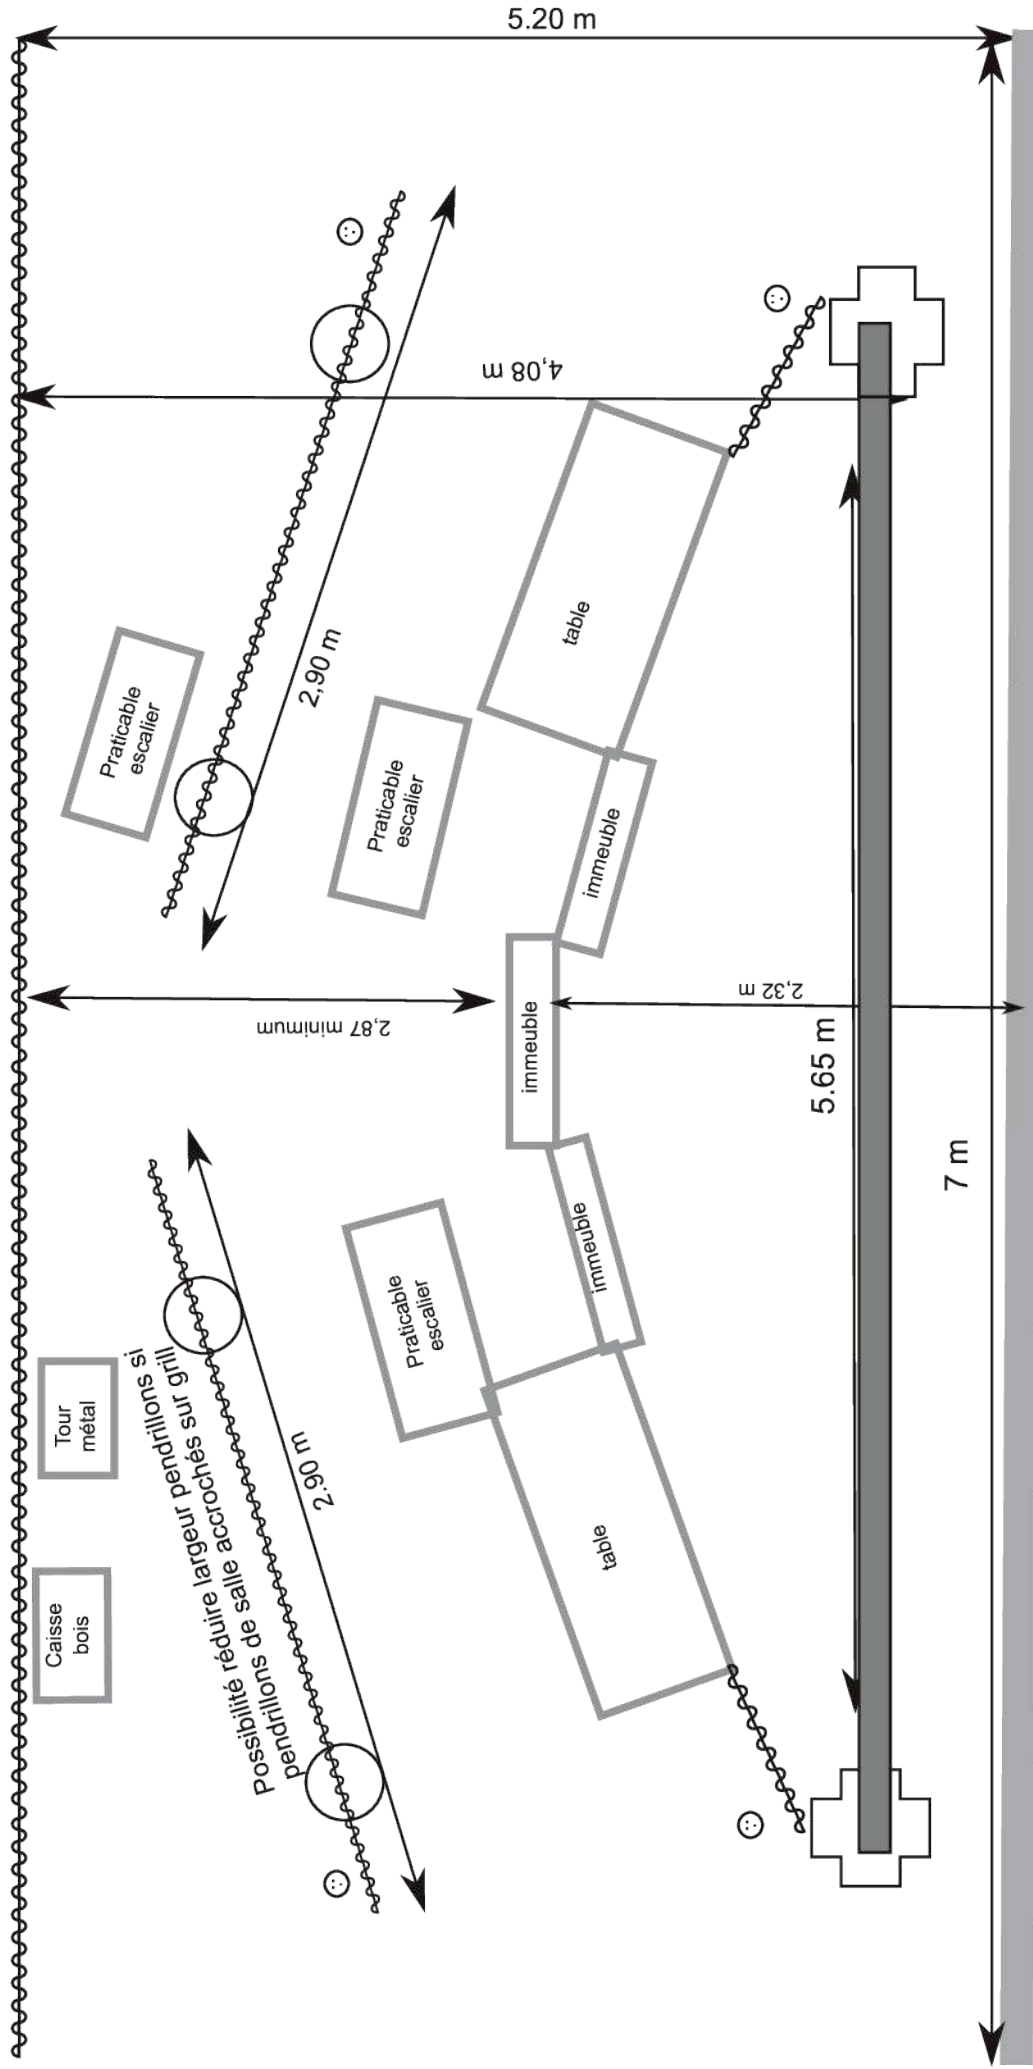 5.20 m
4,08 m
Praticable
escalier
2,90 m
table
Praticable
escalier
immeuble
immeuble
2,87 minimum
2,32 m
5.65 m
7 m
immeuble
Praticable
escalier
Tour
métal
Possibilité réduire largeur pendrillons si
pendrillons de salle accrochés sur grill
2.90 m
table
Caisse
bois